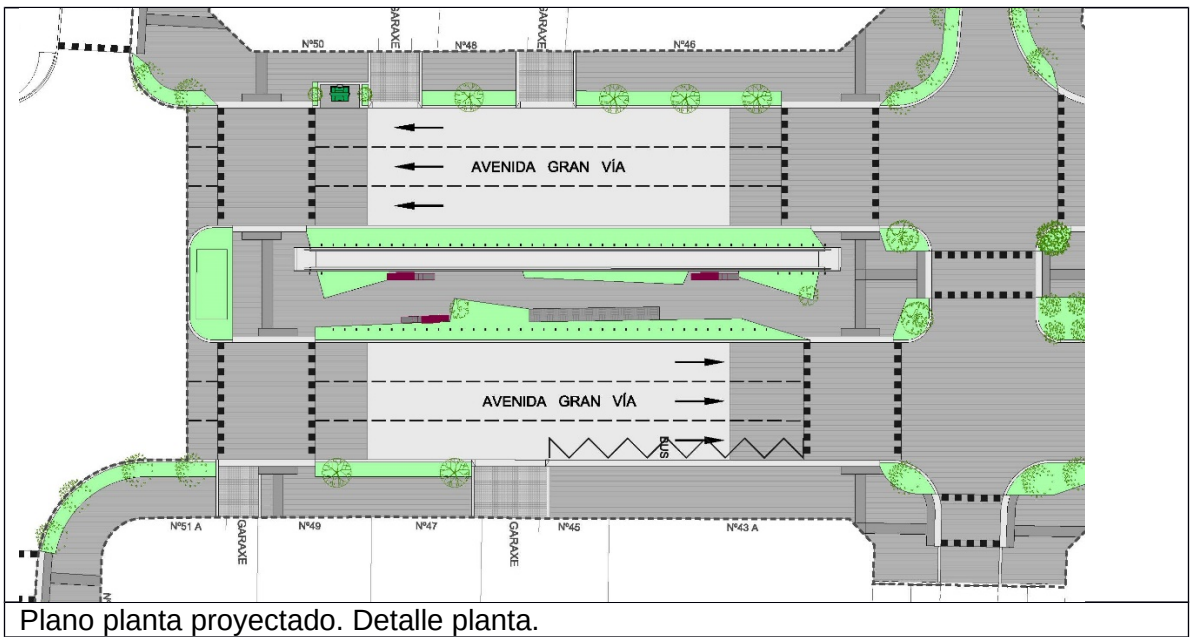 GARAXE
GARAXE
Nº50
Nº48
Nº46
AVENIDA GRAN VÍA
AVENIDA GRAN VÍA
BUS
Nº51 A
Nº49
Nº47
Nº45
Nº43 A
GARAXE
GARAXE
Plano planta proyectado. Detalle planta.